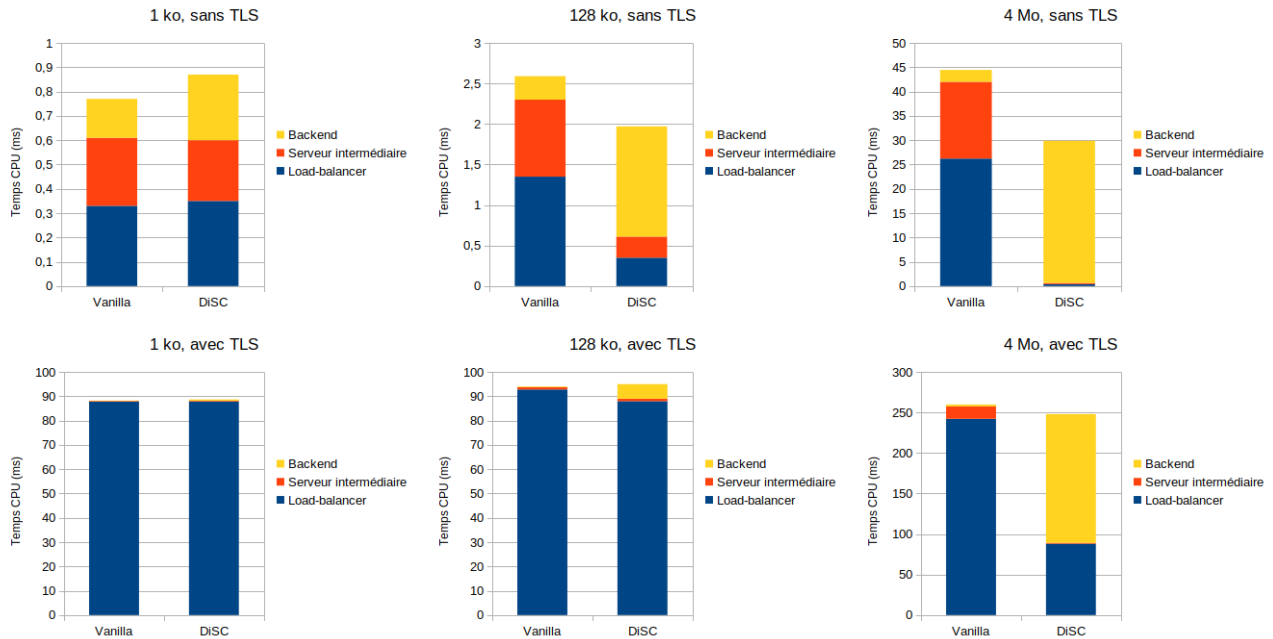 1 ko, sans TLS
Temps CPU (ms)
1
0,9
0,8
0,7
0,6
0,5
0,4
0,3
0,2
0,1
0
Vanilla DiSC
Backend
Serveur intermédiaire
Load-balancer
128 ko, sans TLS
Temps CPU (ms)
3
2,5
2
1,5
1
0,5
0
Vanilla DiSC
Backend
Serveur intermédiaire
Load-balancer
4 Mo, sans TLS
Temps CPU (ms)
50
45
40
35
30
25
20
15
10
5
0
Vanilla DiSC
Backend
Serveur intermédiaire
Load-balancer
1 ko, avec TLS
Temps CPU (ms)
100
90
80
70
60
50
40
30
20
10
0
Vanilla DiSC
Backend
Serveur intermédiaire
Load-balancer
128 ko, avec TLS
Temps CPU (ms)
100
90
80
70
60
50
40
30
20
10
0
Vanilla DiSC
Backend
Serveur intermédiaire
Load-balancer
4 Mo, avec TLS
Temps CPU (ms)
300
250
200
150
100
50
0
Vanilla DiSC
Backend
Serveur intermédiaire
Load-balancer